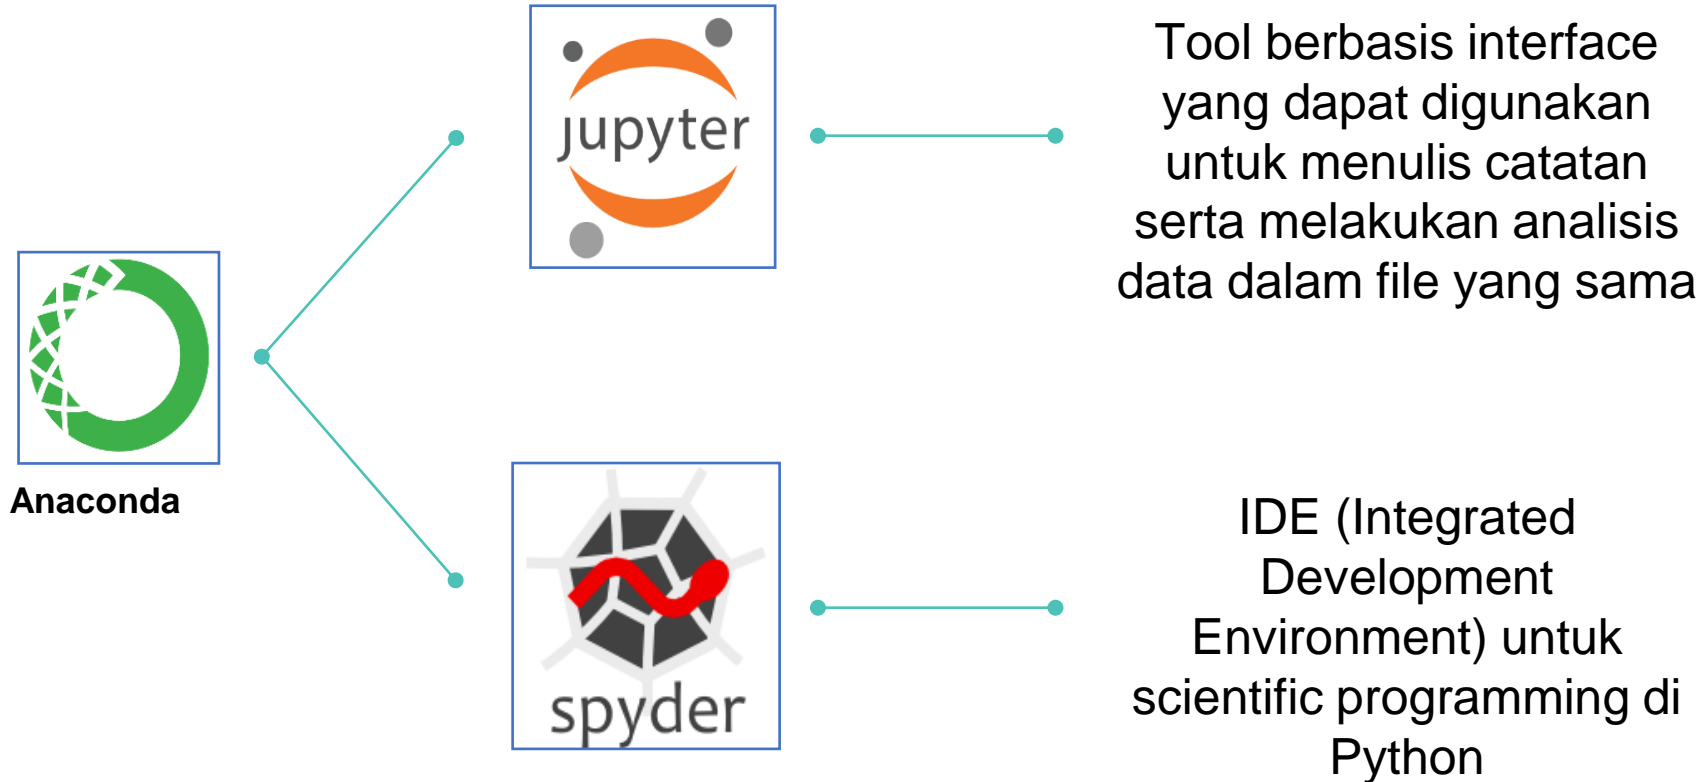 jupyter
Tool berbasis interface
yang dapat digunakan
untuk menulis catatan
serta melakukan analisis
data dalam file yang sama
Anaconda
spyder
IDE (Integrated
Development
Environment) untuk
scientific programming di
Python